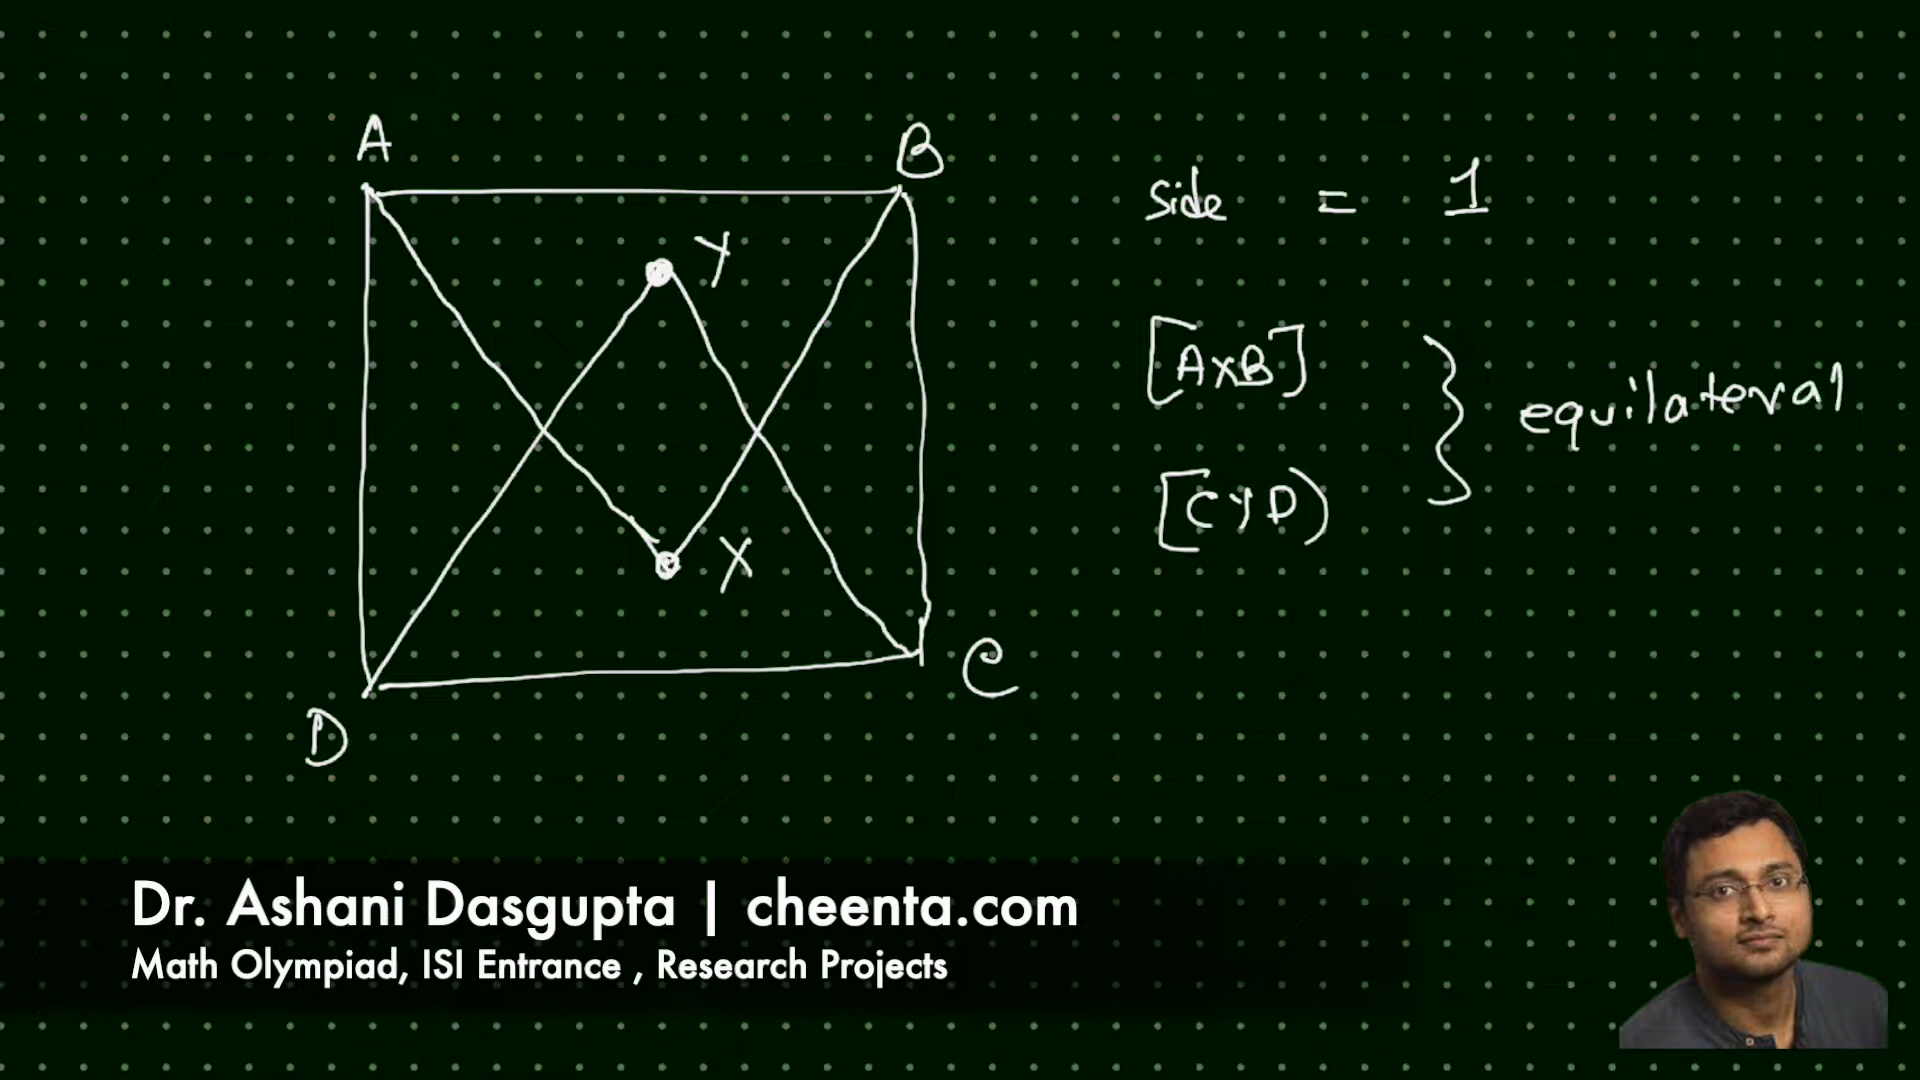 A
B
side = 1
Y
[AXB]
equilateral
[CYD)
X
C
D
Dr. Ashani Dasgupta | cheenta.com
Math Olympiad, ISI Entrance , Research Projects